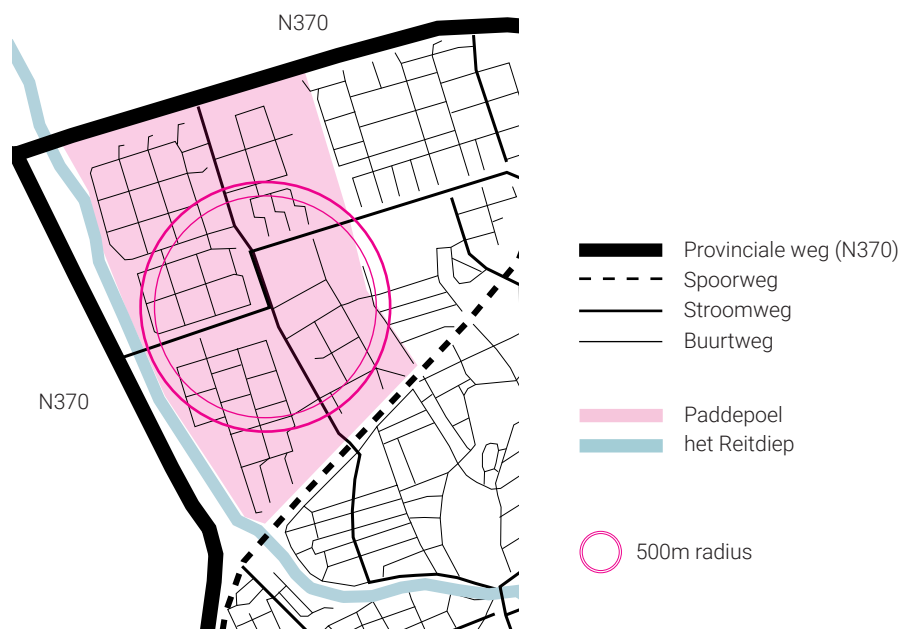 N370
N370
Provinciale weg (N370)
Spoorweg
Stroomweg
Buurtweg
Paddepoel
het Reitdiep
500m radius